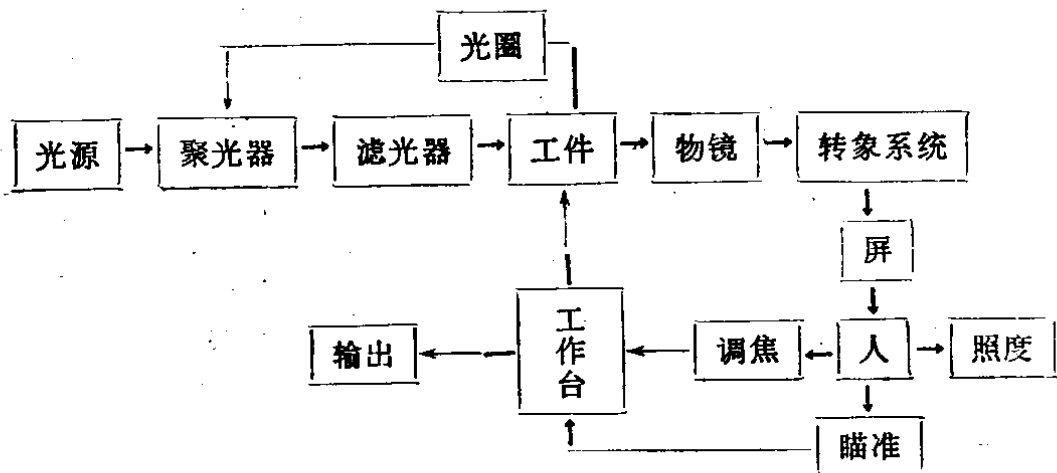 光圈
光源
聚光器
滤光器
工件
物镜
转象系统
屏
输出
工作台
调焦
人
照度
瞄准